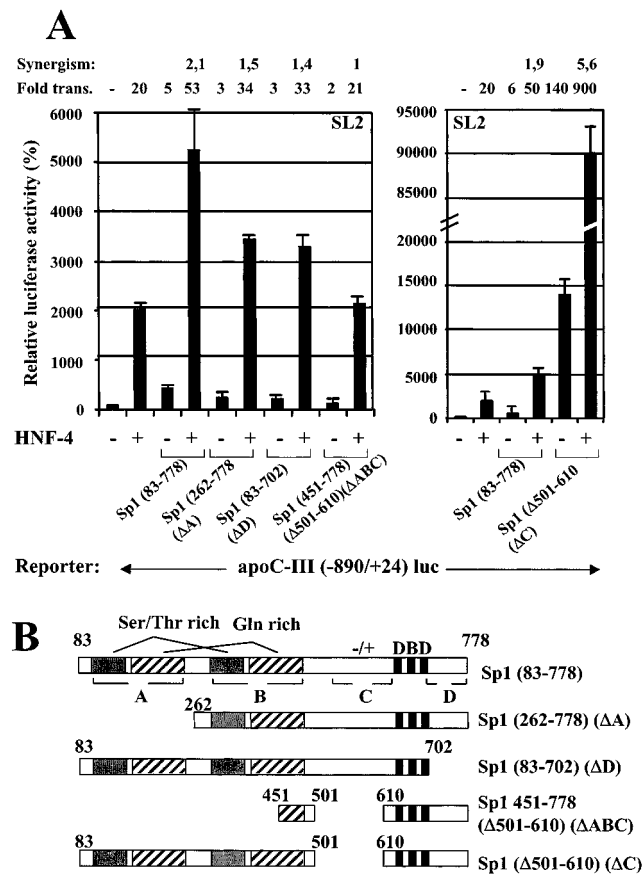 A
Synergism: 2,1 1,5 1,4 1 1,9 5,6
Fold trans. - 20 5 53 3 34 3 33 2 21 - 20 6 50 140 900
6000
5000
4000
3000
2000
1000
0
SL2
95000
90000
85000
20000
15000
10000
5000
0
SL2
Relative luciferase activity (%)
HNF-4 - + - + - + - + - + - + - + - +
Sp1 (83-778)
Sp1 (262-778
(ΔA)
Sp1 (83-702)
(ΔD)
Sp1 (451-778)
(Δ501-610)(ΔABC)
Sp1 (83-778)
Sp1 (Δ501-610
(ΔC)
Reporter: apoC-III (-890/+24) luc
B
Ser/Thr rich Gln rich
83 -/+ DBD 778
Sp1 (83-778)
A B C D
262
Sp1 (262-778) (ΔA)
83 702
Sp1 (83-702) (ΔD)
451 501 610
Sp1 451-778
(Δ501-610) (ΔABC)
83 501 610
Sp1 (Δ501-610) (ΔC)